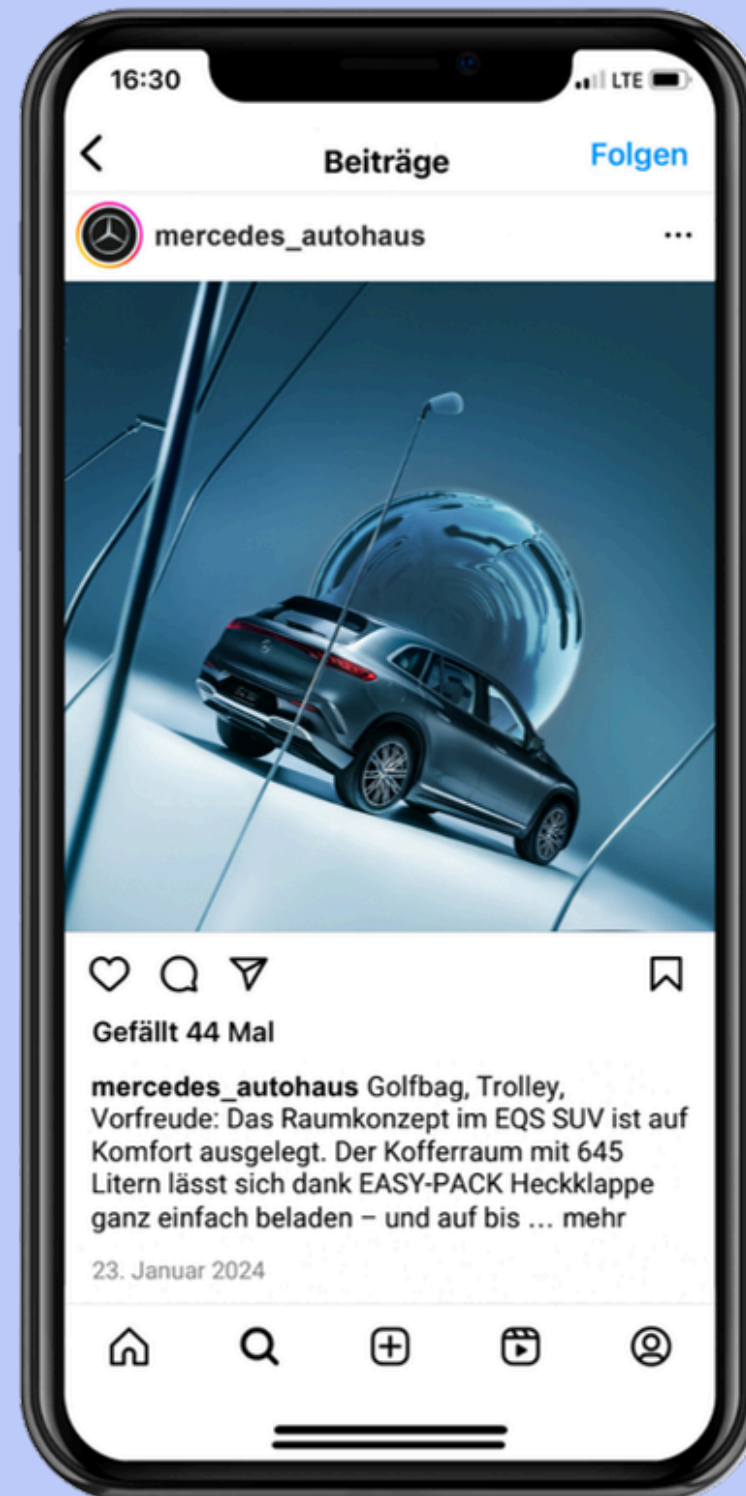 16:30
LTE
Beiträge
Folgen
mercedes_autohaus
Gefällt 44 Mal
mercedes_autohaus Golfbag, Trolley,
Vorfreude: Das Raumkonzept im EQS SUV ist auf
Komfort ausgelegt. Der Kofferraum mit 645
Litern lässt sich dank EASY-PACK Heckklappe
ganz einfach beladen – und auf bis … mehr
23. Januar 2024